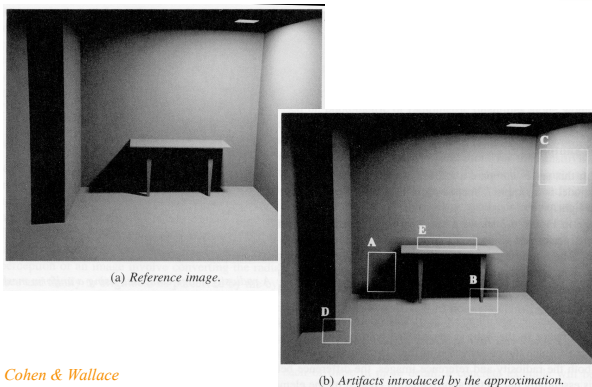 (a) Reference image.
C
E
A
B
D
Cohen & Wallace
(b) Artifacts introduced by the approximation.